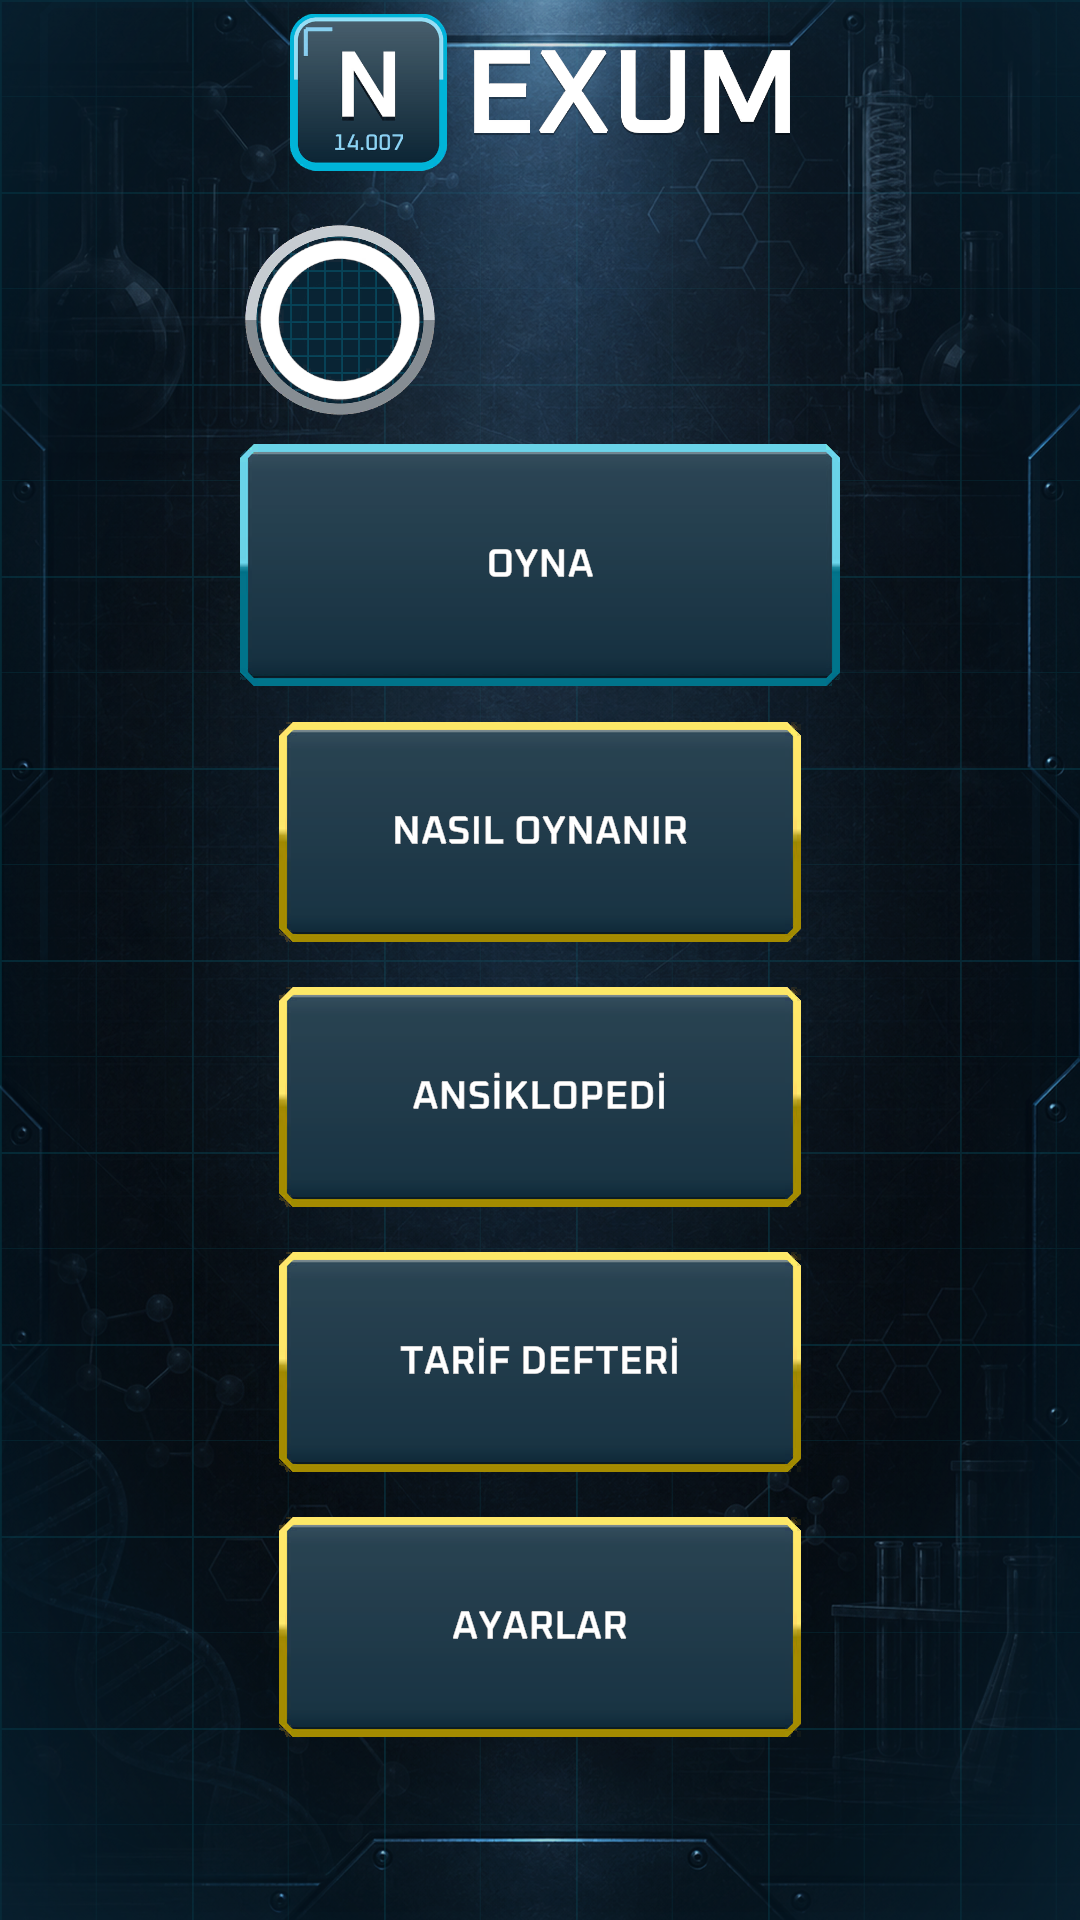 N EXUM
14.007
OYNA
NASIL OYNANIR
ANSİKLOPEDİ
TARİF DEFTERİ
AYARLAR